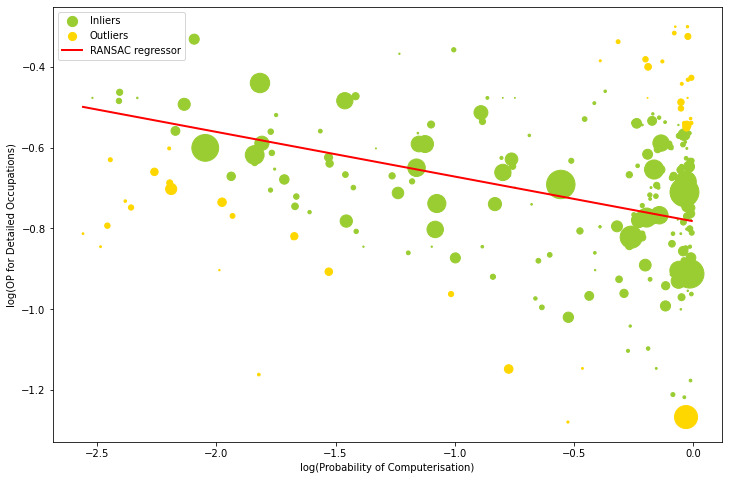 Inliers
Outliers
RANSAC regressor
−0.4
−0.6
−0.8
−1.0
−1.2
log(OP for Detailed Occupations)
−2.5 −2.0 −1.5 −1.0 −0.5 0.0
log(Probability of Computerisation)